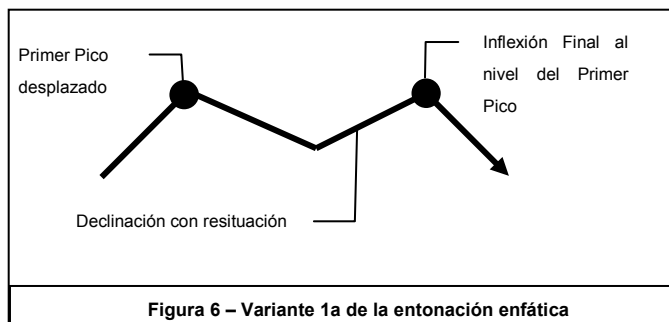 Primer Pico
desplazado
Inflexión Final al
nivel del Primer
Pico
Declinación con resituación
Figura 6 – Variante 1a de la entonación enfática